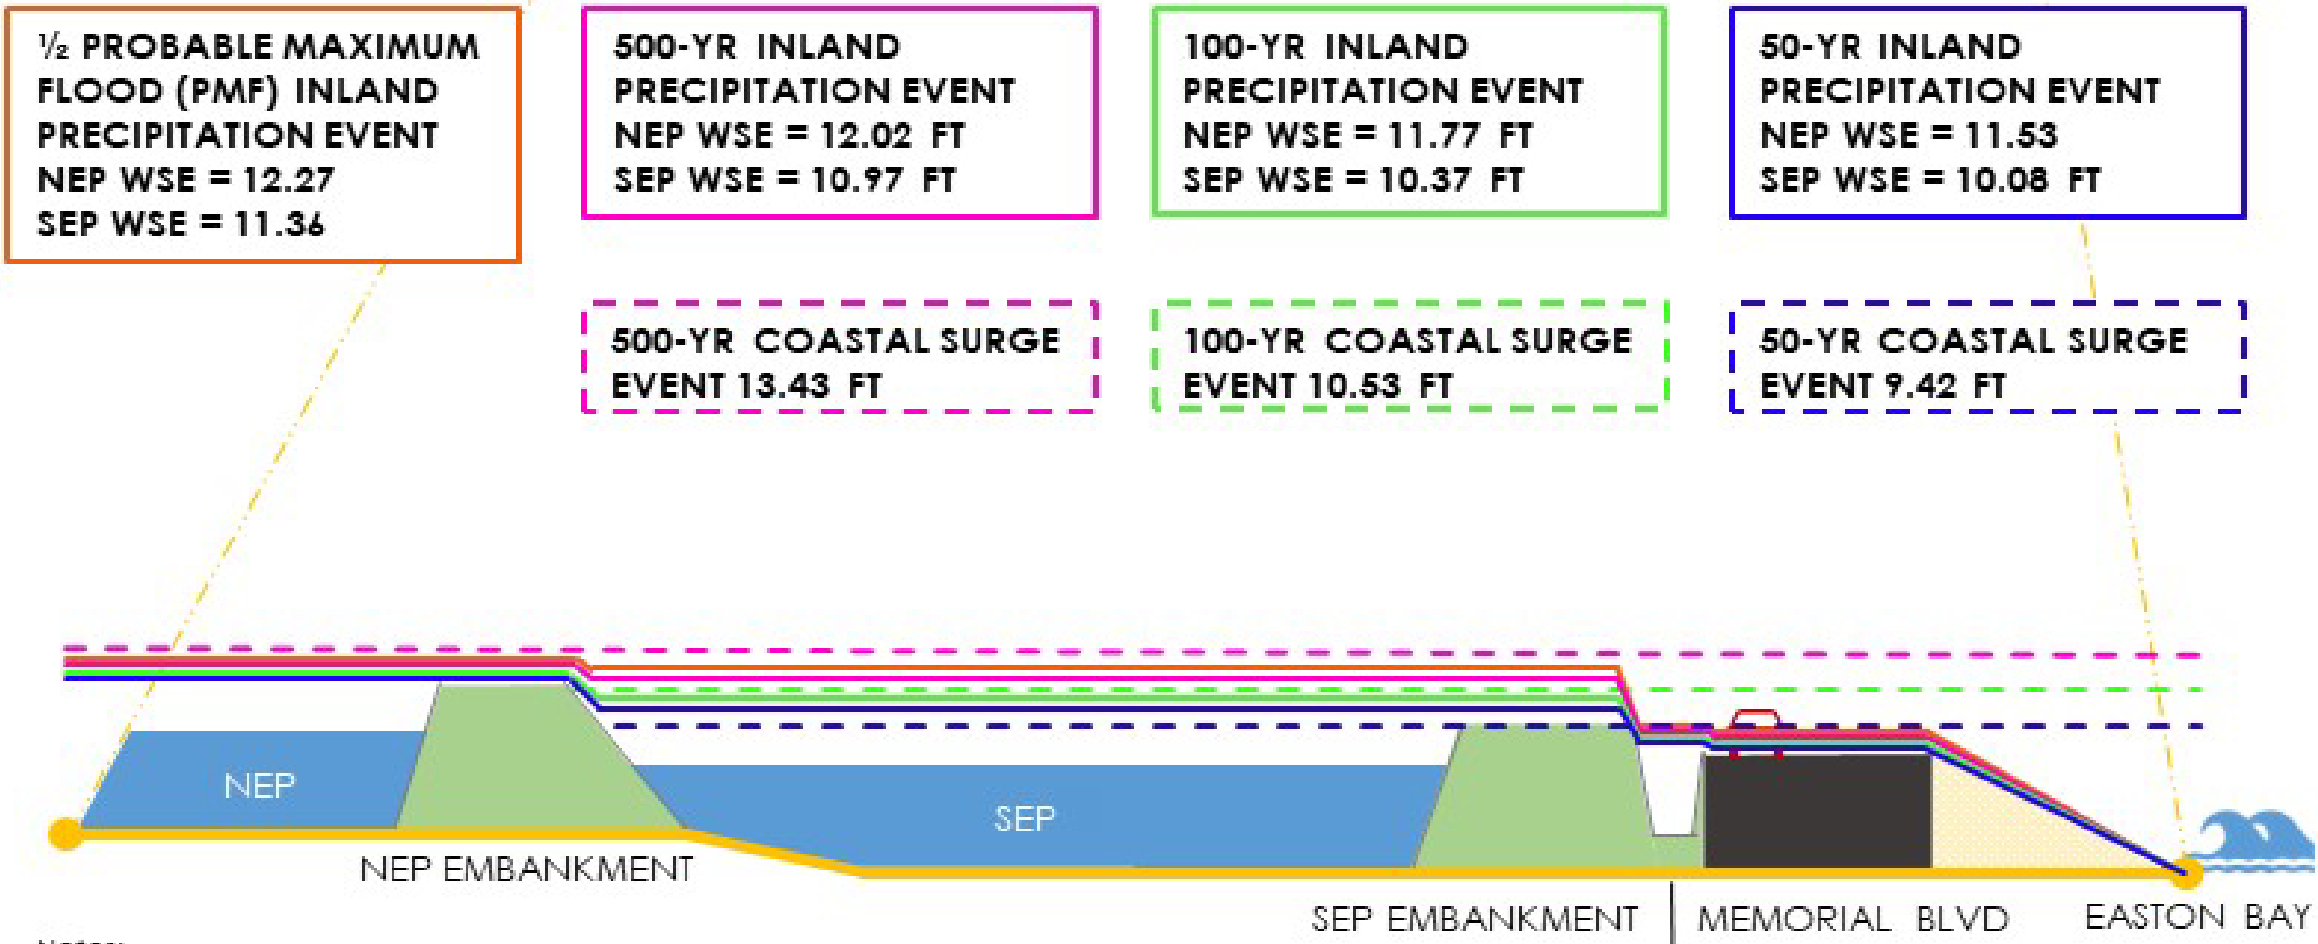 ½ PROBABLE MAXIMUM
FLOOD (PMF) INLAND
PRECIPITATION EVENT
NEP WSE = 12.27
SEP WSE = 11.36
500-YR INLAND
PRECIPITATION EVENT
NEP WSE = 12.02 FT
SEP WSE = 10.97 FT
100-YR INLAND
PRECIPITATION EVENT
NEP WSE = 11.77 FT
SEP WSE = 10.37 FT
50-YR INLAND
PRECIPITATION EVENT
NEP WSE = 11.53
SEP WSE = 10.08 FT
500-YR COASTAL SURGE
EVENT 13.43 FT
100-YR COASTAL SURGE
EVENT 10.53 FT
50-YR COASTAL SURGE
EVENT 9.42 FT
NEP
SEP
NEP EMBANKMENT
SEP EMBANKMENT
MEMORIAL BLVD
EASTON BAY